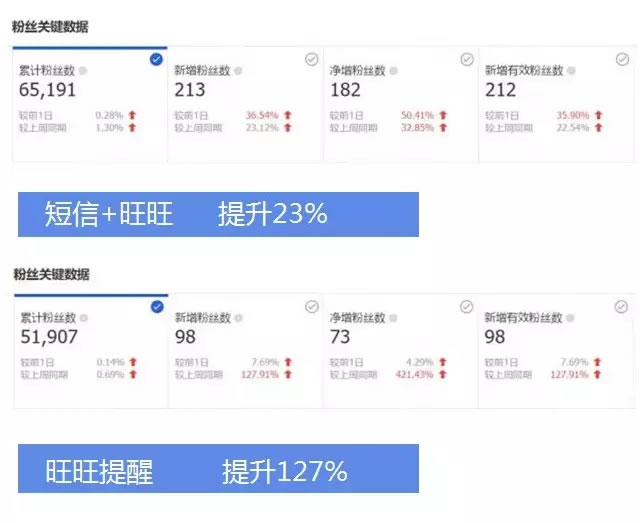 粉丝关键数据
累计粉丝数 新增粉丝数 净增粉丝数 新增有效粉丝数
65,191 213 182 212
较前1日 0.28% 较前1日 36.54% 较前1日 50.41% 较前1日 35.90%
较上周同期 1.30% 较上周同期 23.12% 较上周同期 32.85% 较上周同期 22.54%
短信+旺旺 提升23%
粉丝关键数据
累计粉丝数 新增粉丝数 净增粉丝数 新增有效粉丝数
51,907 98 73 98
较前1日 0.14% 较前1日 7.69% 较前1日 4.29% 较前1日 7.69%
较上周同期 0.69% 较上周同期 127.91% 较上周同期 421.43% 较上周同期 127.91%
旺旺提醒 提升127%